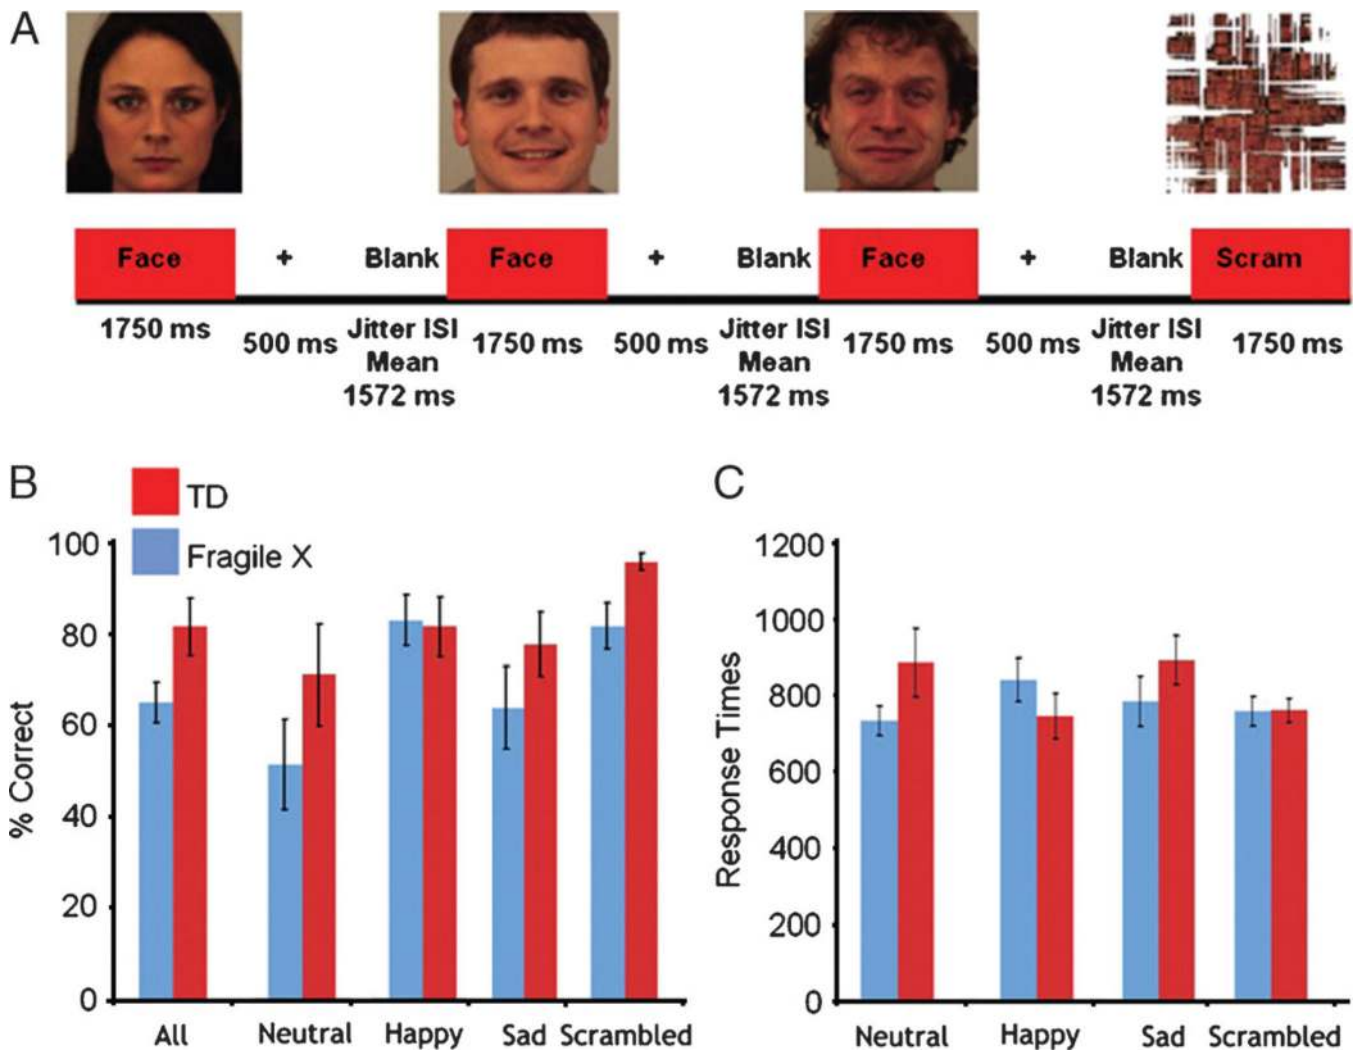 A
Face + Blank Face + Blank Face + Blank Scram
1750 ms 500 ms Jitter ISI 1750 ms 500 ms Jitter ISI 1750 ms 500 ms Jitter ISI 1750 ms
Mean Mean Mean
1572 ms 1572 ms 1572 ms
B
TD
Fragile X
% Correct
100
80
60
40
20
0
All Neutral Happy Sad Scrambled
C
Response Times
1200
1000
800
600
400
200
0
Neutral Happy Sad Scrambled